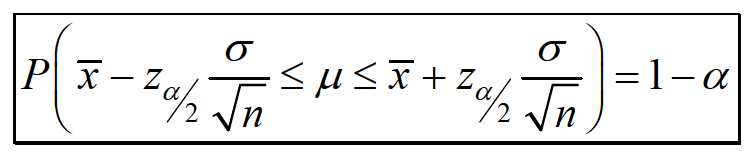 P( x̄ − z_{α/2} σ/√n ≤ μ ≤ x̄ + z_{α/2} σ/√n ) = 1 − α